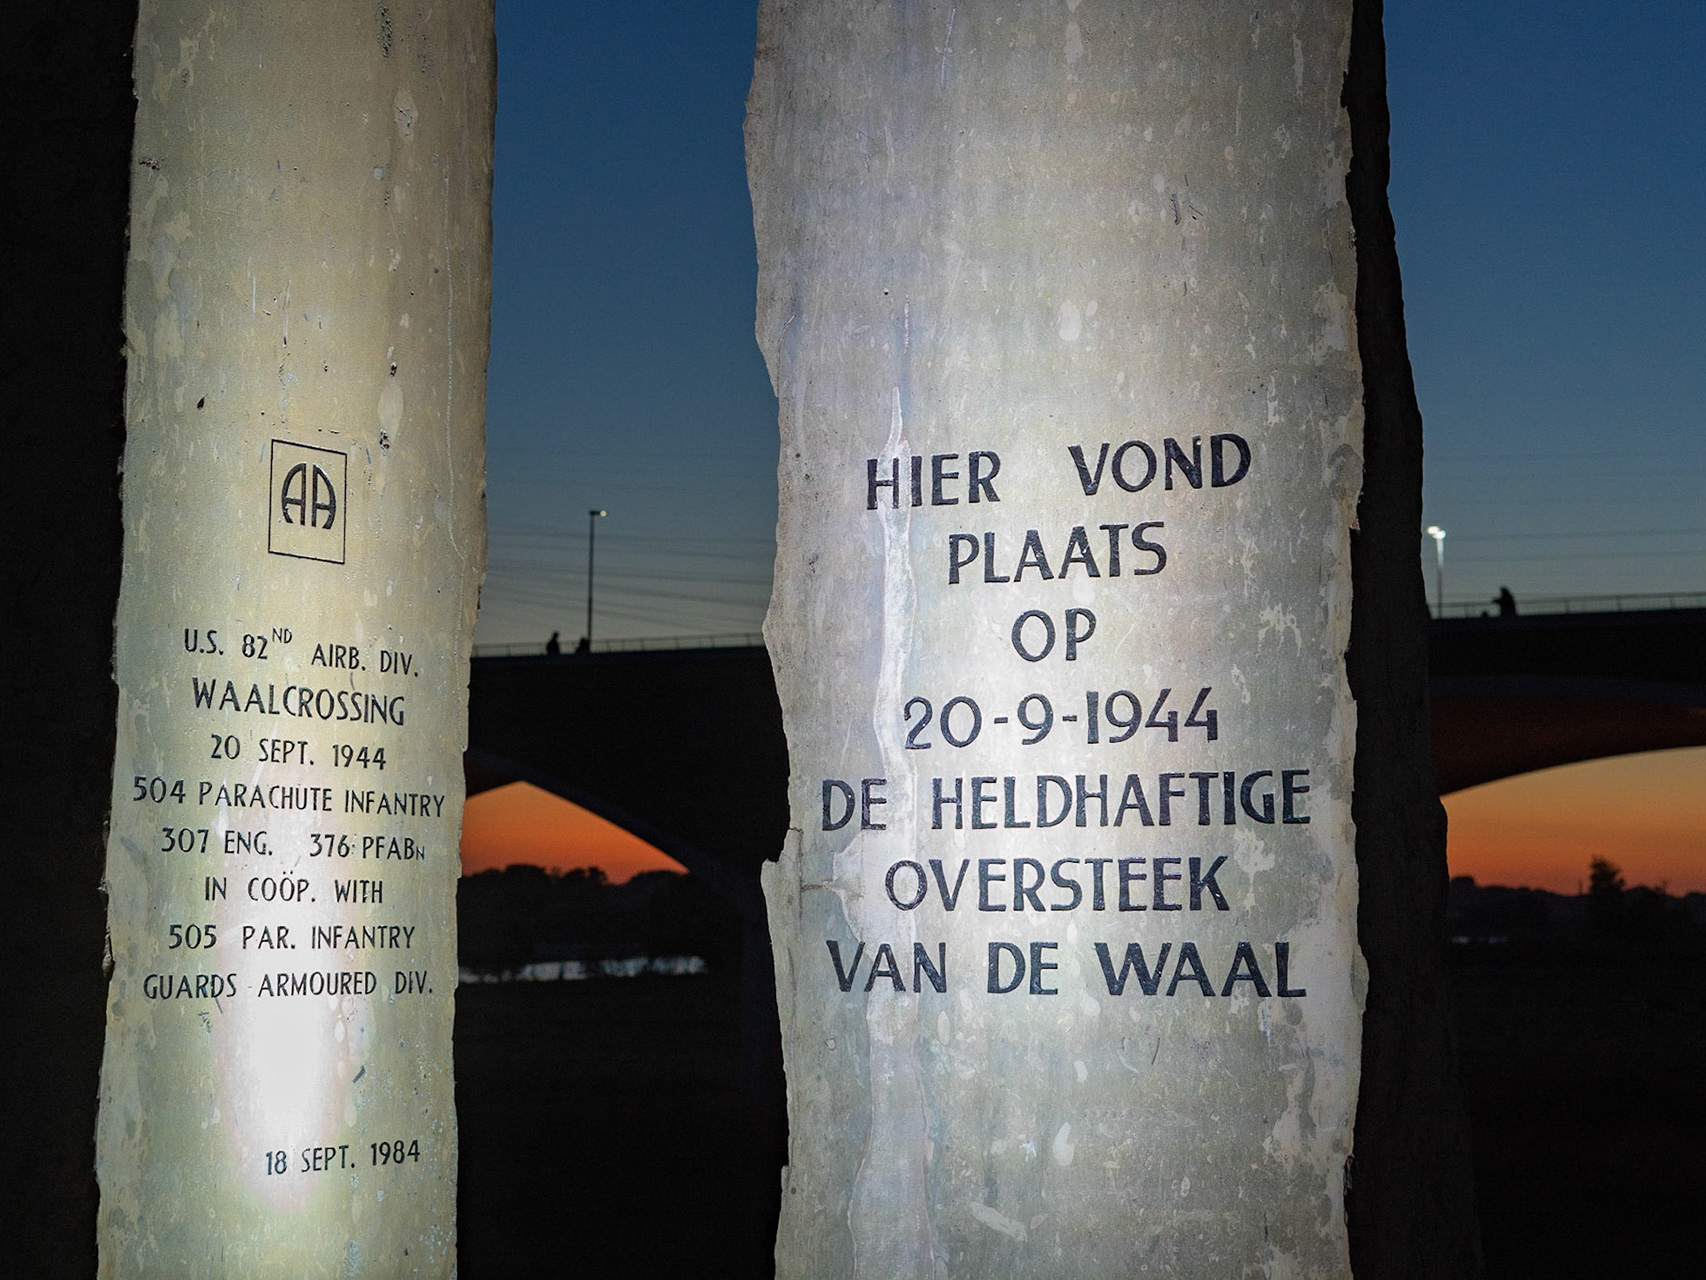 AA
U.S. 82ND AIRB. DIV.
WAALCROSSING
20 SEPT. 1944
504 PARACHUTE INFANTRY
307 ENG. 376 PFABN
IN COÖP. WITH
505 PAR. INFANTRY
GUARDS ARMOURED DIV.
18 SEPT. 1984
HIER VOND
PLAATS
OP
20-9-1944
DE HELDHAFTIGE
OVERSTEEK
VAN DE WAAL